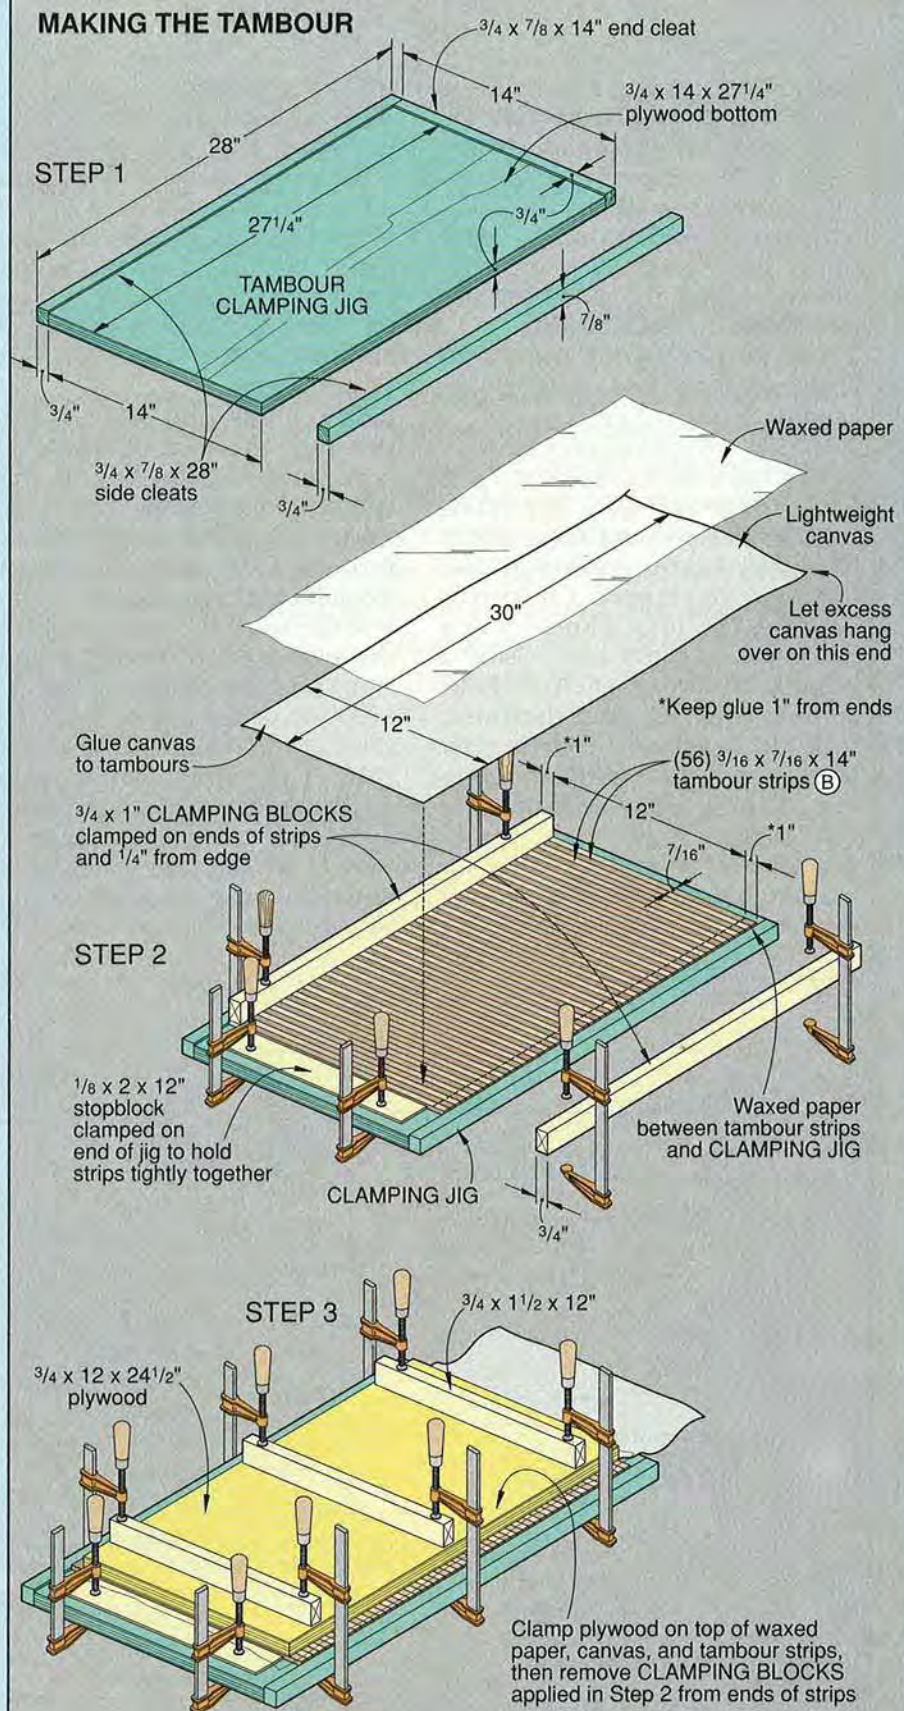 MAKING THE TAMBOUR
3/4 x 7/8 x 14" end cleat
14"
3/4 x 14 x 27 1/4"
plywood bottom
28"
STEP 1
27 1/4"
3/4"
TAMBOUR
CLAMPING JIG
7/8"
3/4"
14"
3/4 x 7/8 x 28"
side cleats
3/4"
Waxed paper
Lightweight
canvas
30"
Let excess
canvas hang
over on this end
12"
*Keep glue 1" from ends
Glue canvas
to tambours
*1"
(56) 3/16 x 7/16 x 14"
tambour strips B
3/4 x 1" CLAMPING BLOCKS
clamped on ends of strips
and 1/4" from edge
12"
*1"
7/16"
STEP 2
1/8 x 2 x 12"
stopblock
clamped on
end of jig to hold
strips tightly together
Waxed paper
between tambour strips
and CLAMPING JIG
CLAMPING JIG
3/4"
STEP 3
3/4 x 1 1/2 x 12"
3/4 x 12 x 24 1/2"
plywood
Clamp plywood on top of waxed
paper, canvas, and tambour strips,
then remove CLAMPING BLOCKS
applied in Step 2 from ends of strips